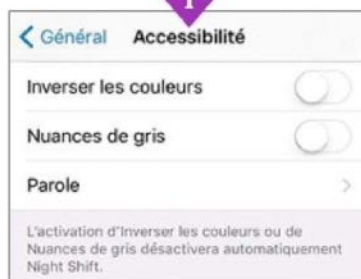 1
Général Accessibilité
Inverser les couleurs
Nuances de gris
Parole
L'activation d'Inverser les couleurs ou de
Nuances de gris désactivera automatiquement
Night Shift.